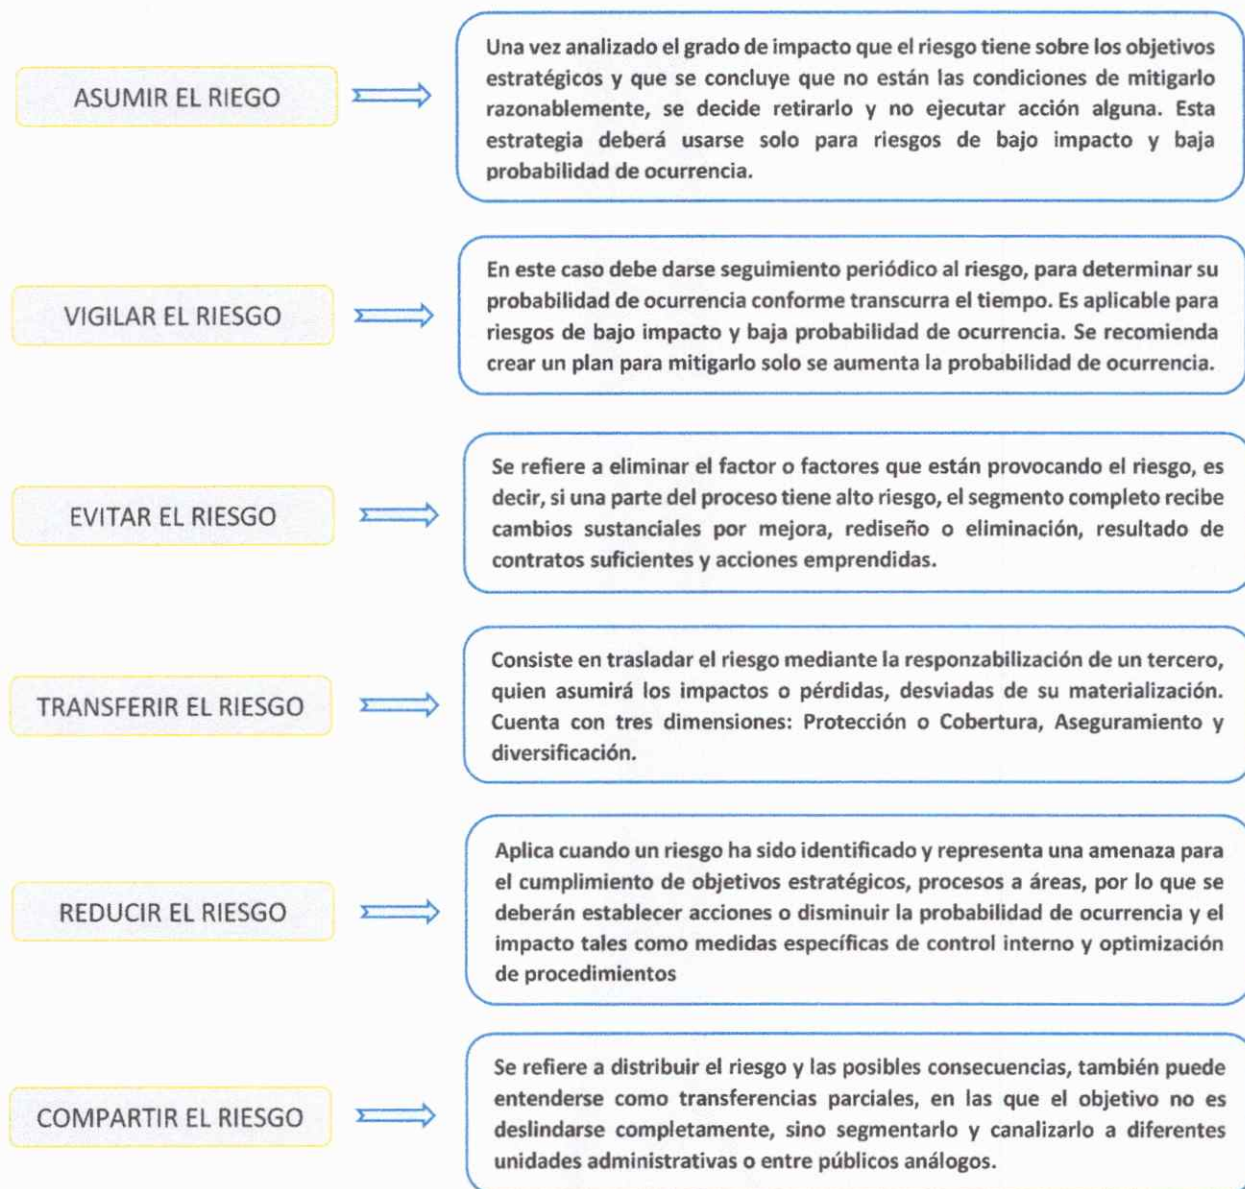 ASUMIR EL RIEGO
Una vez analizado el grado de impacto que el riesgo tiene sobre los objetivos
estratégicos y que se concluye que no están las condiciones de mitigarlo
razonablemente, se decide retirarlo y no ejecutar acción alguna. Esta
estrategia deberá usarse solo para riesgos de bajo impacto y baja
probabilidad de ocurrencia.
VIGILAR EL RIESGO
En este caso debe darse seguimiento periódico al riesgo, para determinar su
probabilidad de ocurrencia conforme transcurra el tiempo. Es aplicable para
riesgos de bajo impacto y baja probabilidad de ocurrencia. Se recomienda
crear un plan para mitigarlo solo se aumenta la probabilidad de ocurrencia.
EVITAR EL RIESGO
Se refiere a eliminar el factor o factores que están provocando el riesgo, es
decir, si una parte del proceso tiene alto riesgo, el segmento completo recibe
cambios sustanciales por mejora, rediseño o eliminación, resultado de
contratos suficientes y acciones emprendidas.
TRANSFERIR EL RIESGO
Consiste en trasladar el riesgo mediante la responzabilización de un tercero,
quien asumirá los impactos o pérdidas, desviadas de su materialización.
Cuenta con tres dimensiones: Protección o Cobertura, Aseguramiento y
diversificación.
REDUCIR EL RIESGO
Aplica cuando un riesgo ha sido identificado y representa una amenaza para
el cumplimiento de objetivos estratégicos, procesos a áreas, por lo que se
deberán establecer acciones o disminuir la probabilidad de ocurrencia y el
impacto tales como medidas específicas de control interno y optimización
de procedimientos
COMPARTIR EL RIESGO
Se refiere a distribuir el riesgo y las posibles consecuencias, también puede
entenderse como transferencias parciales, en las que el objetivo no es
deslindarse completamente, sino segmentarlo y canalizarlo a diferentes
unidades administrativas o entre públicos análogos.